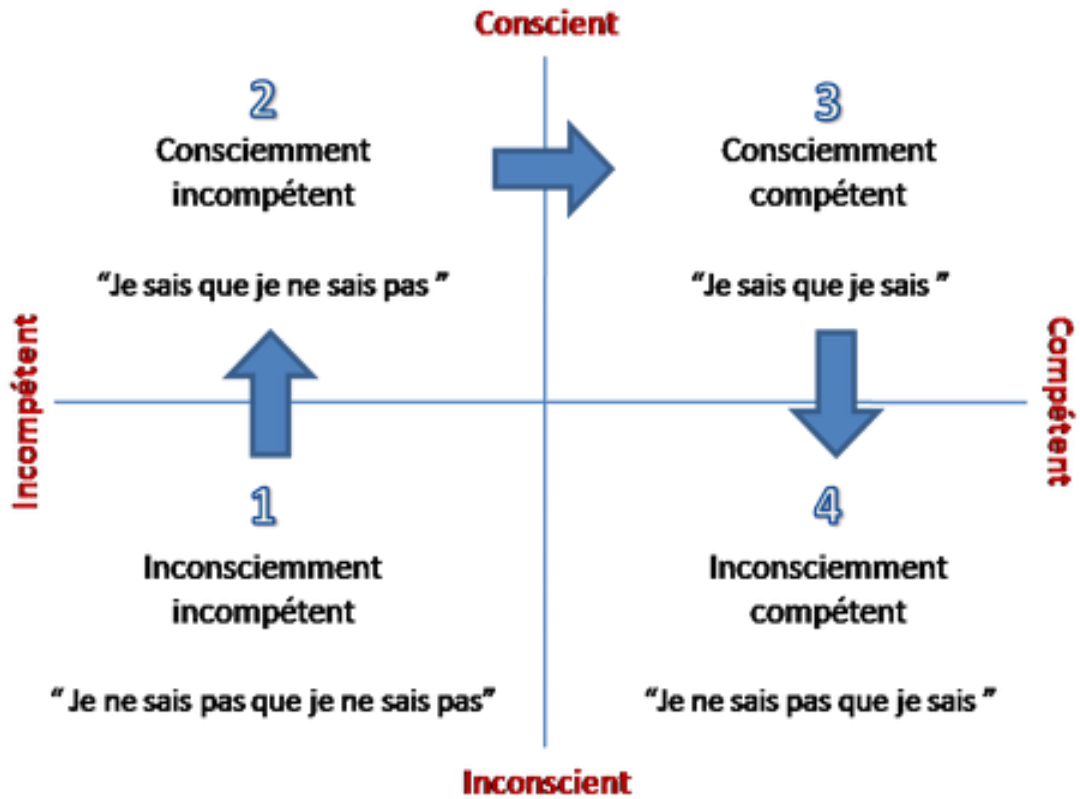 Conscient
2
Consciemment
incompétent
“Je sais que je ne sais pas ”
3
Consciemment
compétent
“Je sais que je sais ”
Incompétent
Compétent
1
Inconsciemment
incompétent
“ Je ne sais pas que je ne sais pas”
4
Inconsciemment
compétent
“Je ne sais pas que je sais ”
Inconscient